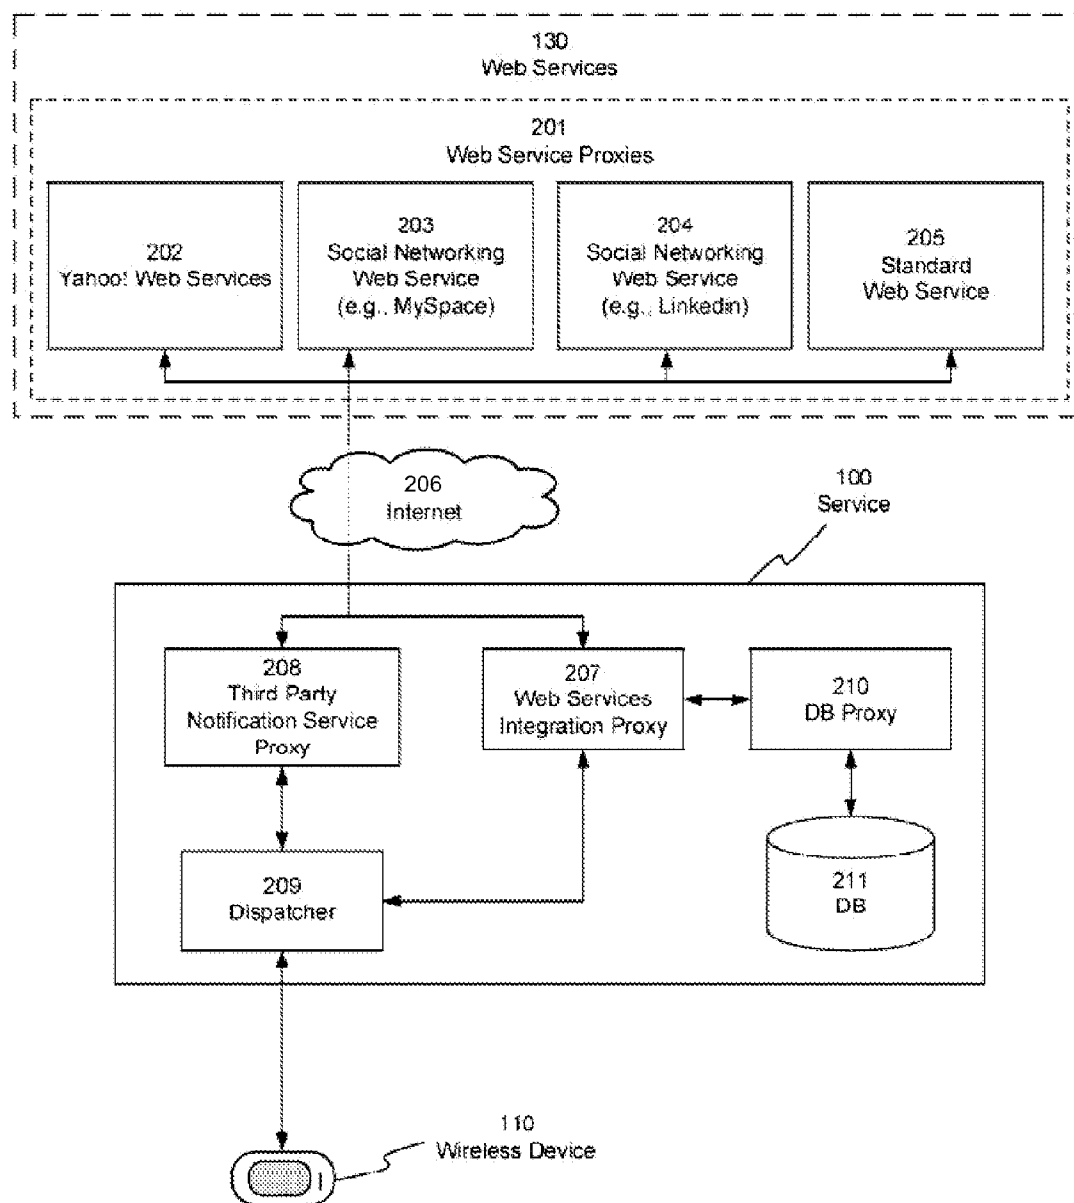 130
Web Services
201
Web Service Proxies
202
Yahoo! Web Services
203
Social Networking
Web Service
(e.g., MySpace)
204
Social Networking
Web Service
(e.g., Linkedin)
205
Standard
Web Service
206
Internet
100
Service
208
Third Party
Notification Service
Proxy
207
Web Services
Integration Proxy
210
DB Proxy
209
Dispatcher
211
DB
110
Wireless Device